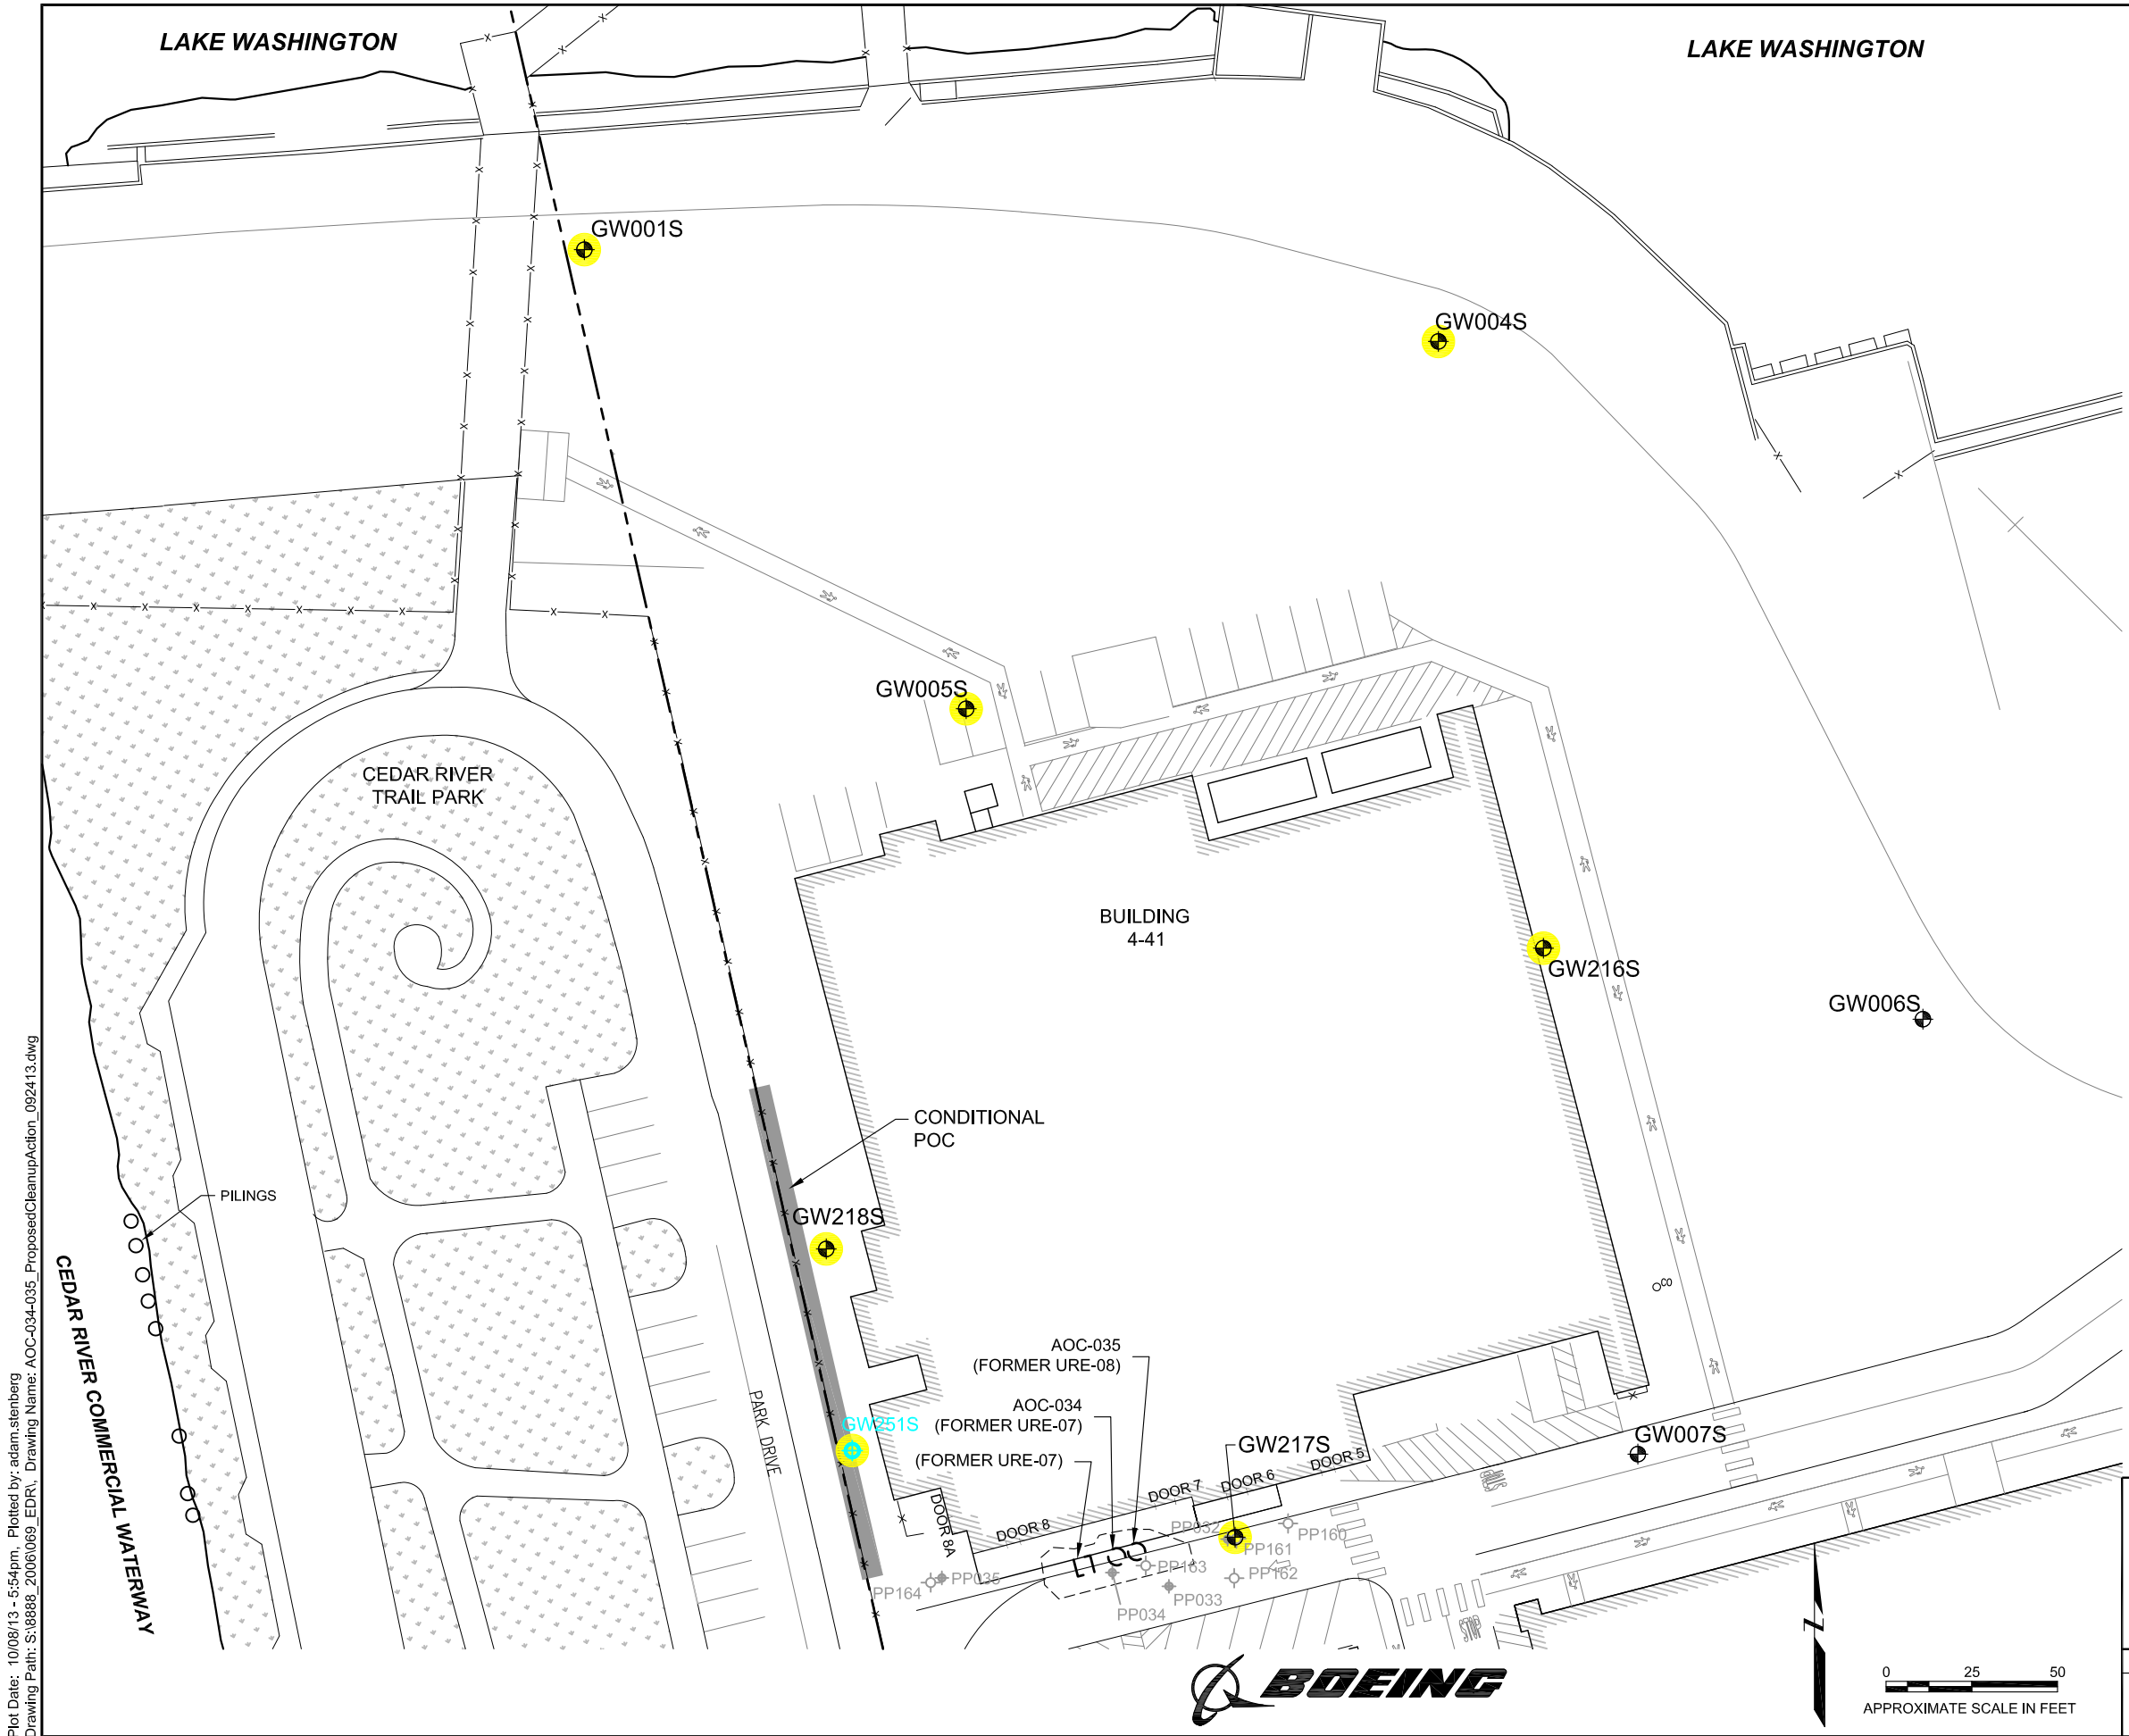 LAKE WASHINGTON
LAKE WASHINGTON
GW001S
GW004S
GW005S
CEDAR RIVER
TRAIL PARK
BUILDING
4-41
GW216S
GW006S
CONDITIONAL
POC
PILINGS
GW218S
CEDAR RIVER COMMERCIAL WATERWAY
PARK DRIVE
AOC-035
(FORMER URE-08)
AOC-034
(FORMER URE-07)
(FORMER URE-07)
GW251S
GW217S
GW007S
DOOR 5
DOOR 6
DOOR 7
DOOR 8
DOOR 8A
PP032
PP160
PP161
PP162
PP163
PP033
PP034
PP035
PP164
STOP
BOEING
N
0 25 50
APPROXIMATE SCALE IN FEET
Plot Date: 10/08/13 - 5:54pm, Plotted by: adam.stenberg
Drawing Path: S:\8888_2006\069_EDR\, Drawing Name: AOC-034-035_ProposedCleanupAction_092413.dwg